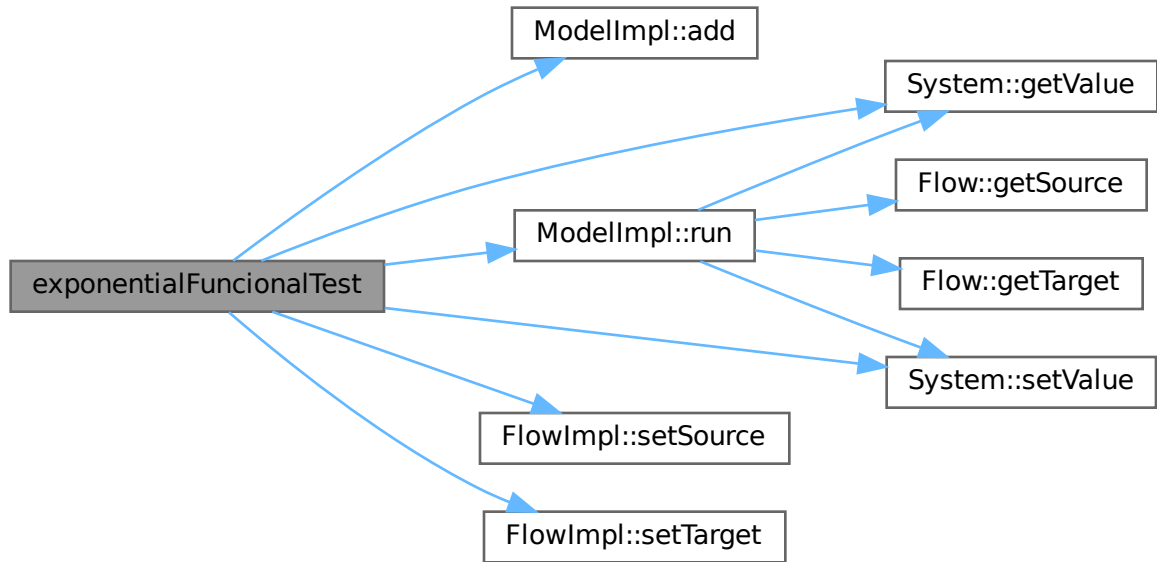 ModelImpl::add
System::getValue
Flow::getSource
ModelImpl::run
exponentialFuncionalTest
Flow::getTarget
System::setValue
FlowImpl::setSource
FlowImpl::setTarget